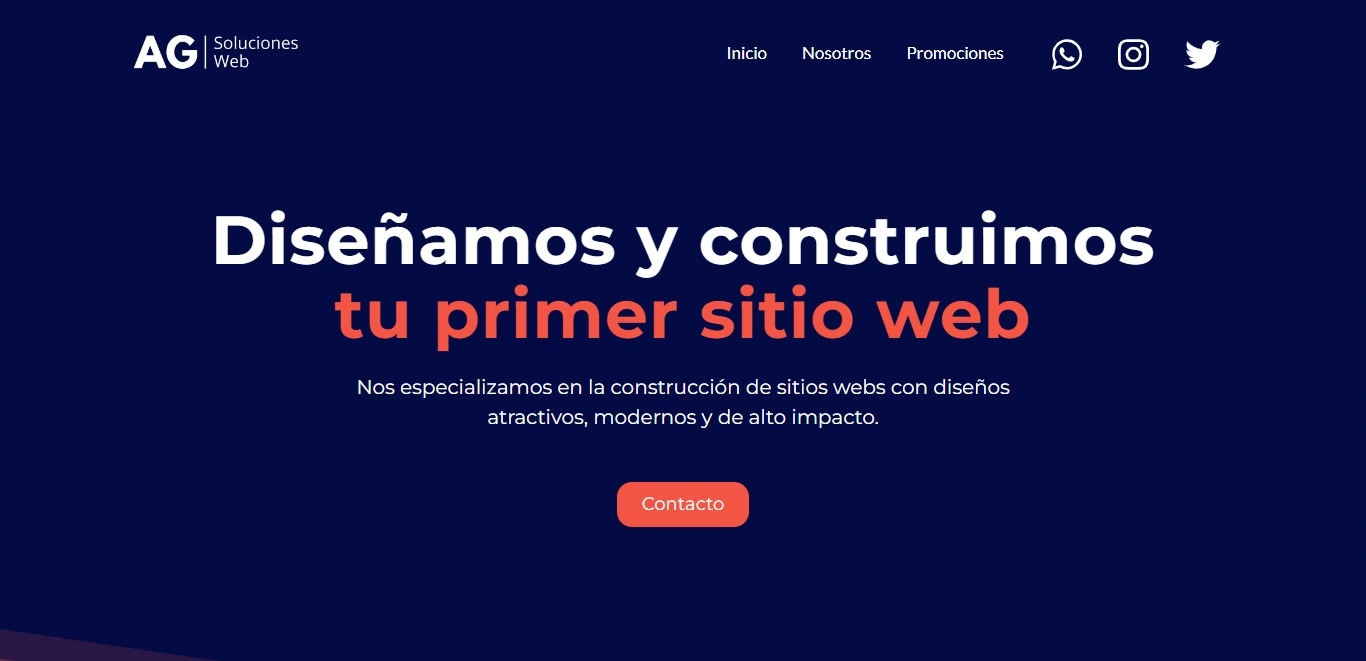 AG
Soluciones
Web
Inicio Nosotros Promociones
Diseñamos y construimos
tu primer sitio web
Nos especializamos en la construcción de sitios webs con diseños
atractivos, modernos y de alto impacto.
Contacto